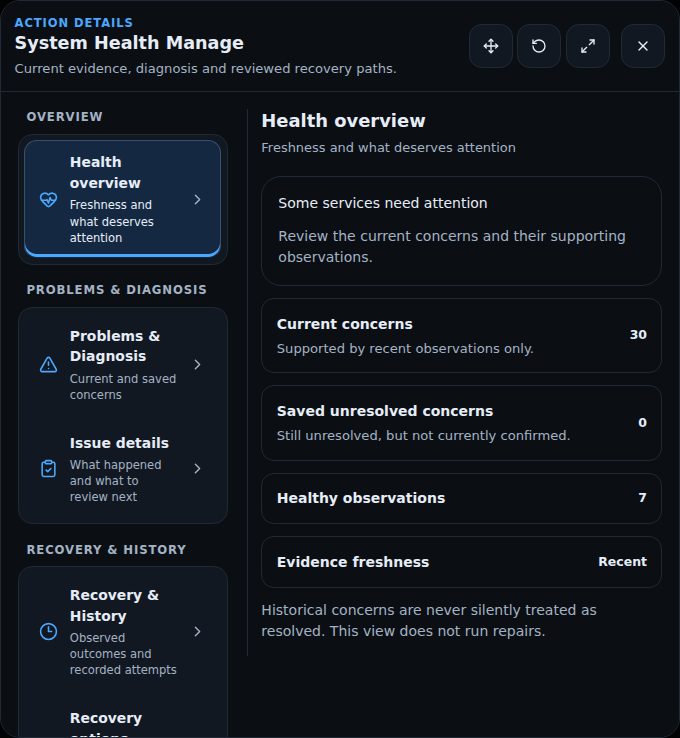 ACTION DETAILS
System Health Manage
Current evidence, diagnosis and reviewed recovery paths.
OVERVIEW
Health
overview
Freshness and
what deserves
attention
PROBLEMS & DIAGNOSIS
Problems &
Diagnosis
Current and saved
concerns
Issue details
What happened
and what to
review next
RECOVERY & HISTORY
Recovery &
History
Observed
outcomes and
recorded attempts
Recovery
options
Health overview
Freshness and what deserves attention
Some services need attention
Review the current concerns and their supporting
observations.
Current concerns
Supported by recent observations only.
30
Saved unresolved concerns
Still unresolved, but not currently confirmed.
0
Healthy observations
7
Evidence freshness
Recent
Historical concerns are never silently treated as
resolved. This view does not run repairs.